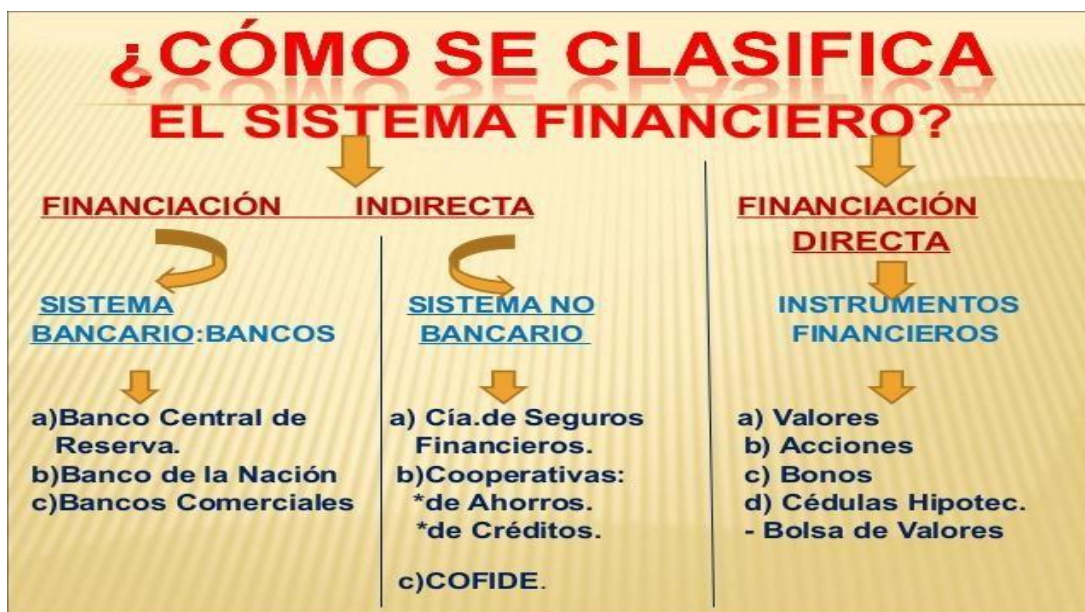 ¿CÓMO SE CLASIFICA
EL SISTEMA FINANCIERO?
FINANCIACIÓN INDIRECTA
SISTEMA
BANCARIO:BANCOS
a)Banco Central de
Reserva.
b)Banco de la Nación
c)Bancos Comerciales
SISTEMA NO
BANCARIO
a) Cía.de Seguros
Financieros.
b)Cooperativas:
*de Ahorros.
*de Créditos.
c)COFIDE.
FINANCIACIÓN
DIRECTA
INSTRUMENTOS
FINANCIEROS
a) Valores
b) Acciones
c) Bonos
d) Cédulas Hipotec.
- Bolsa de Valores